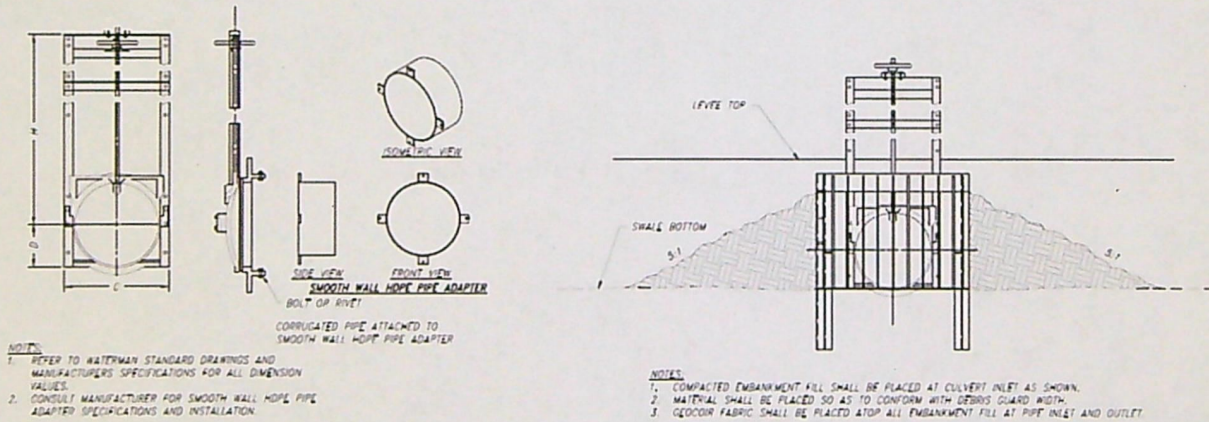 H
D
C
ISOMETRIC VIEW
SIDE VIEW
FRONT VIEW
SMOOTH WALL HDPE PIPE ADAPTER
BOLT OR RIVET
CORRUGATED PIPE ATTACHED TO
SMOOTH WALL HDPE PIPE ADAPTER
NOTES:
1. REFER TO WATERMAN STANDARD DRAWINGS AND
MANUFACTURERS SPECIFICATIONS FOR ALL DIMENSION
VALUES.
2. CONSULT MANUFACTURER FOR SMOOTH WALL HDPE PIPE
ADAPTER SPECIFICATIONS AND INSTALLATION.
LEVEE TOP
SWALE BOTTOM
3:1
3:1
NOTES:
1. COMPACTED EMBANKMENT FILL SHALL BE PLACED AT CULVERT INLET AS SHOWN.
2. MATERIAL SHALL BE PLACED SO AS TO CONFORM WITH DEBRIS GUARD WIDTH.
3. GEOCOIR FABRIC SHALL BE PLACED ATOP ALL EMBANKMENT FILL AT PIPE INLET AND OUTLET.